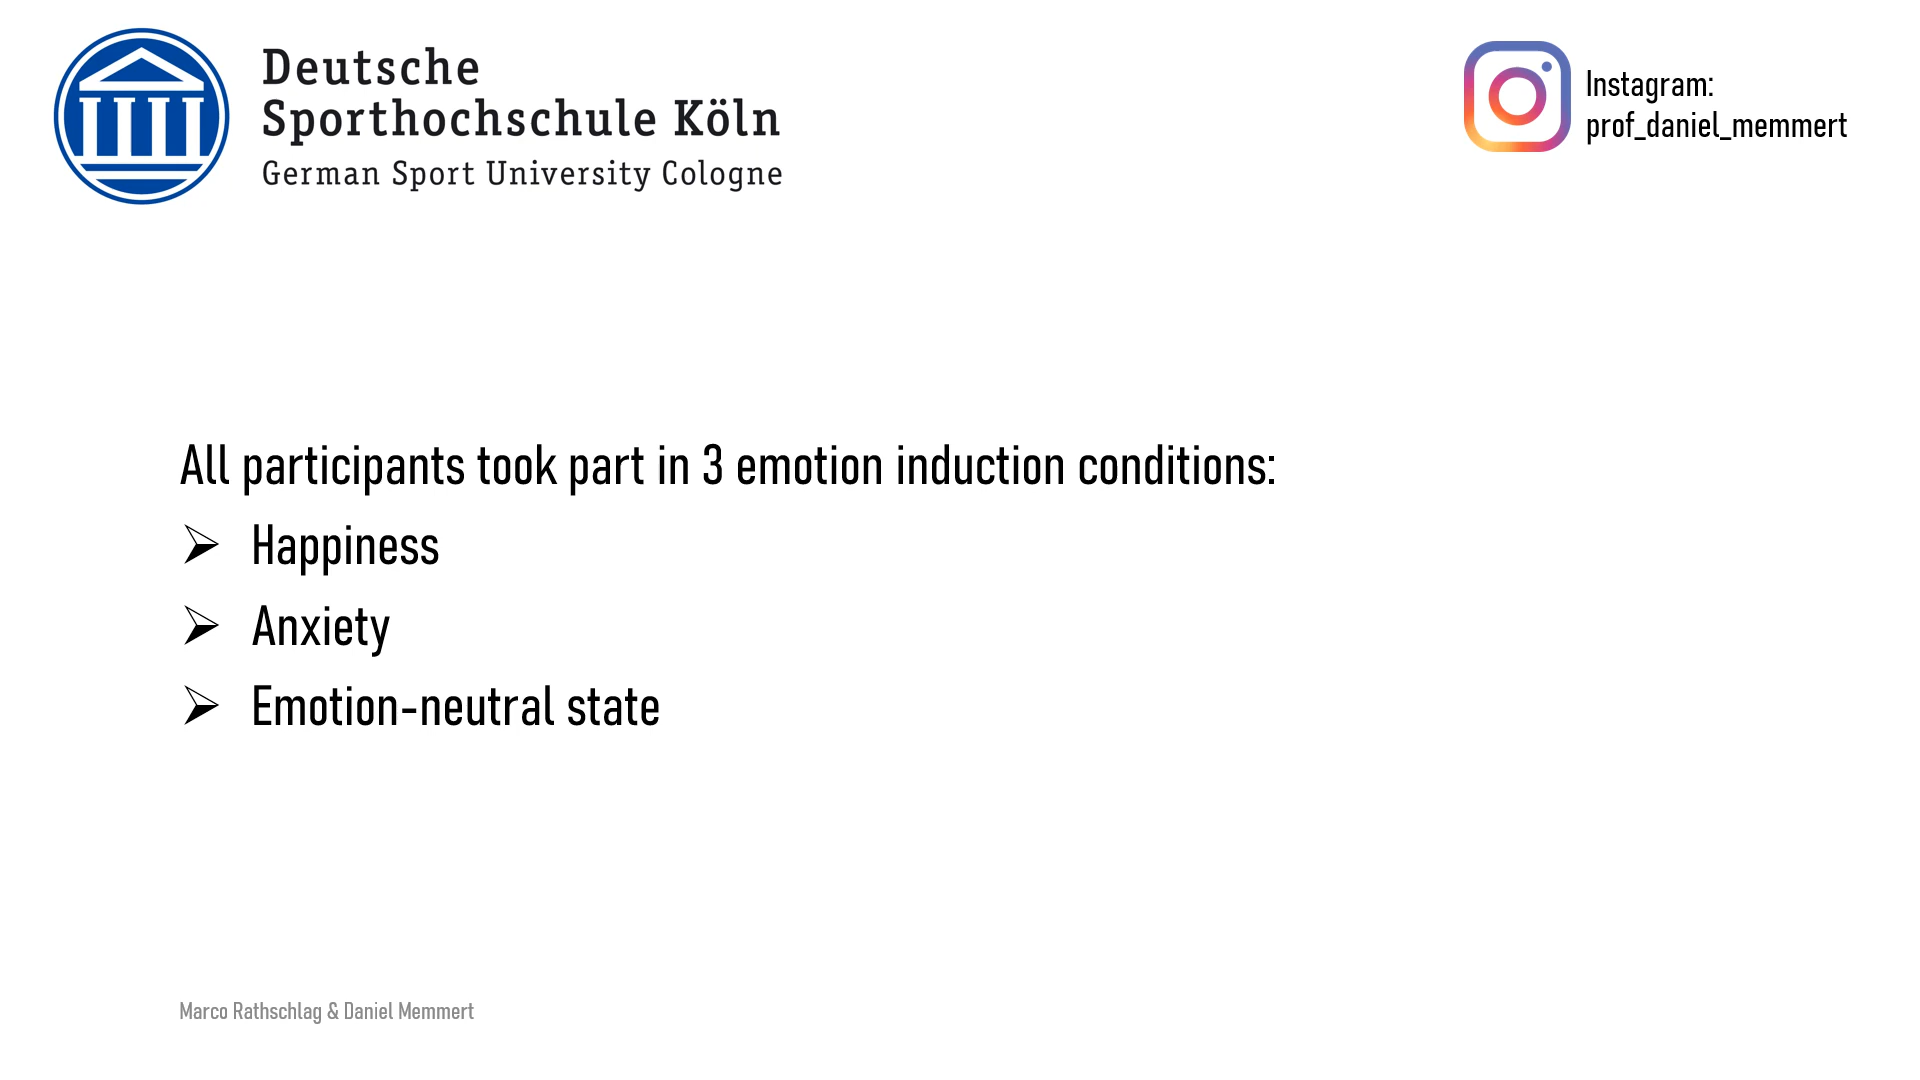 Deutsche
Sporthochschule Köln
German Sport University Cologne
Instagram:
prof_daniel_memmert
All participants took part in 3 emotion induction conditions:
Happiness
Anxiety
Emotion-neutral state
Marco Rathschlag & Daniel Memmert